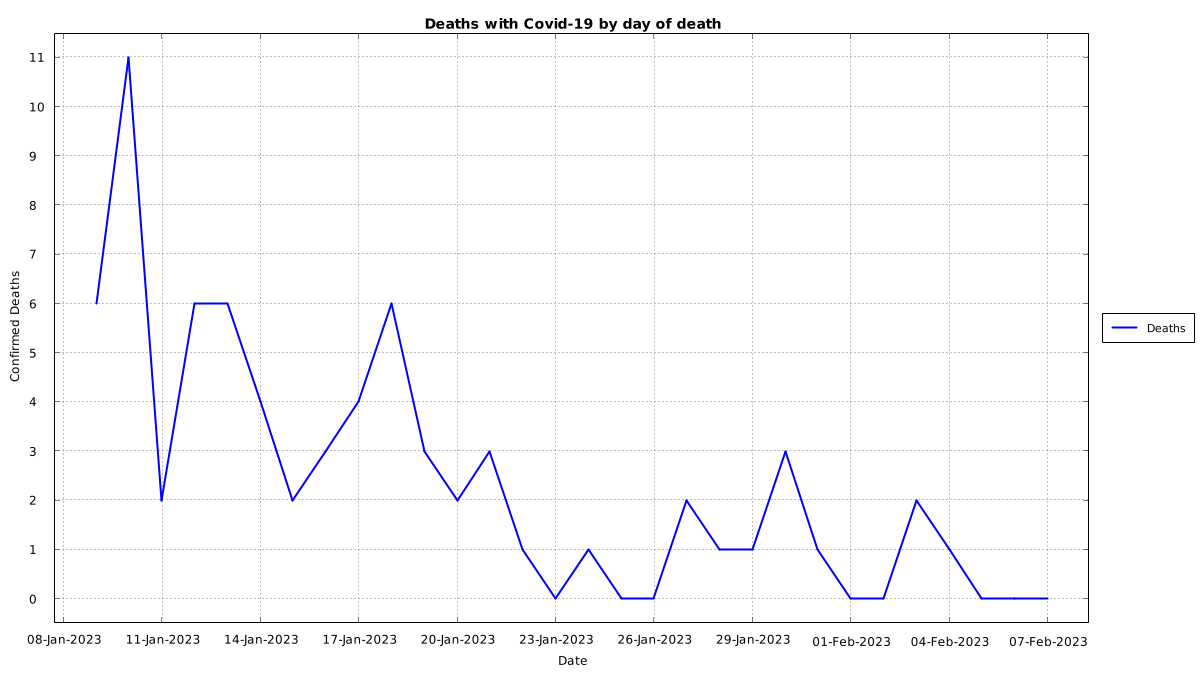 Deaths with Covid-19 by day of death
11
10
9
8
7
6
5
4
3
2
1
0
Confirmed Deaths
Deaths
08-Jan-2023 11-Jan-2023 14-Jan-2023 17-Jan-2023 20-Jan-2023 23-Jan-2023 26-Jan-2023 29-Jan-2023 01-Feb-2023 04-Feb-2023 07-Feb-2023
Date